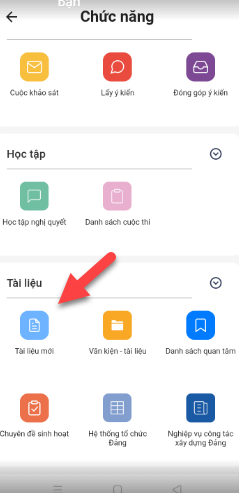 bạn
Chức năng
Cuộc khảo sát
Lấy ý kiến
Đóng góp ý kiến
Học tập
Học tập nghị quyết
Danh sách cuộc thi
Tài liệu
Tài liệu mới
Văn kiện - tài liệu
Danh sách quan tâm
Chuyên đề sinh hoạt
Hệ thống tổ chức
Đảng
Nghiệp vụ công tác
xây dựng Đảng